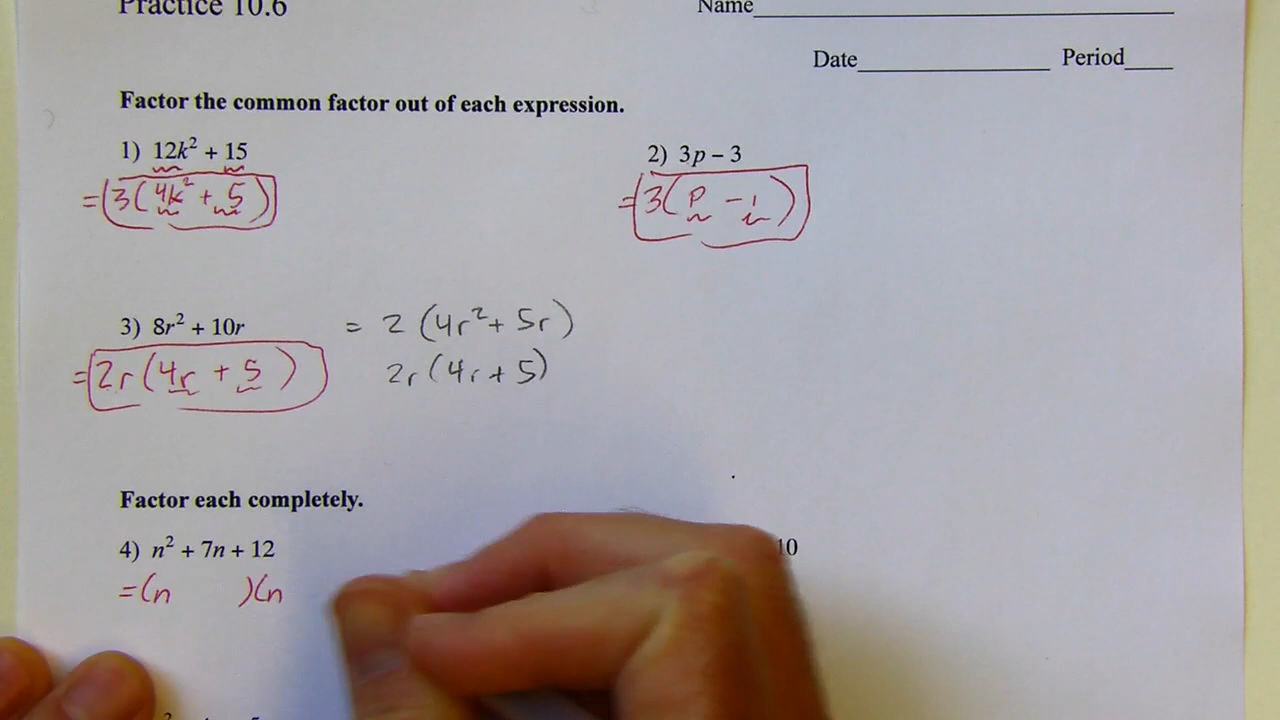 Practice 10.6
Name
Date Period
Factor the common factor out of each expression.
1) 12k² + 15
= 3(4k² + 5)
2) 3p − 3
= 3(p − 1)
3) 8r² + 10r = 2(4r² + 5r)
= 2r(4r + 5) 2r(4r + 5)
Factor each completely.
4) n² + 7n + 12
= (n )(n
10